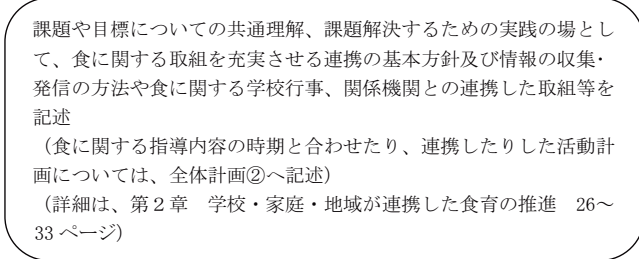 課題や目標についての共通理解、課題解決するための実践の場とし
て、食に関する取組を充実させる連携の基本方針及び情報の収集・
発信の方法や食に関する学校行事、関係機関との連携した取組等を
記述
（食に関する指導内容の時期と合わせたり、連携したりした活動計
画については、全体計画②へ記述）
（詳細は、第２章　学校・家庭・地域が連携した食育の推進　26～
33 ページ）